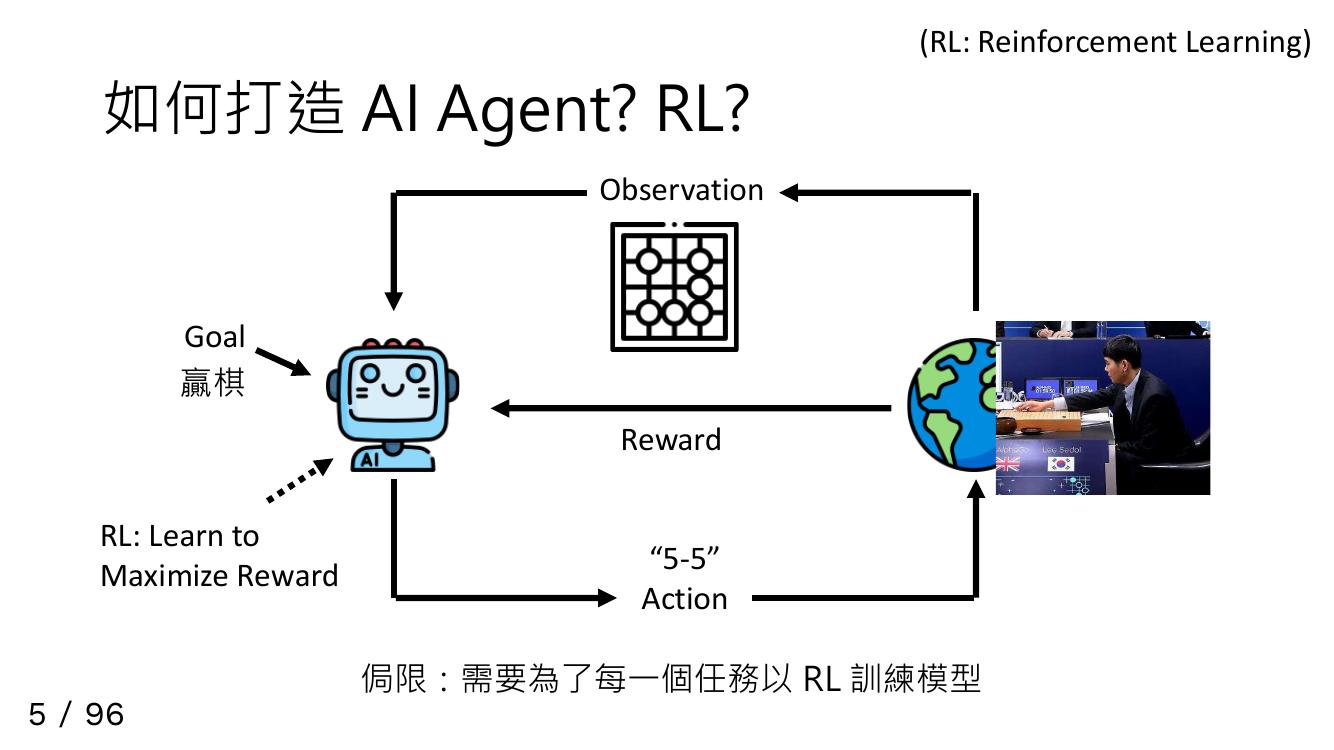 (RL: Reinforcement Learning)
如何打造 AI Agent? RL?
Observation
Goal
贏棋
AI
Reward
AlphaGo
Lee Sedol
RL: Learn to
Maximize Reward
“5-5”
Action
侷限：需要為了每一個任務以 RL 訓練模型
5 / 96